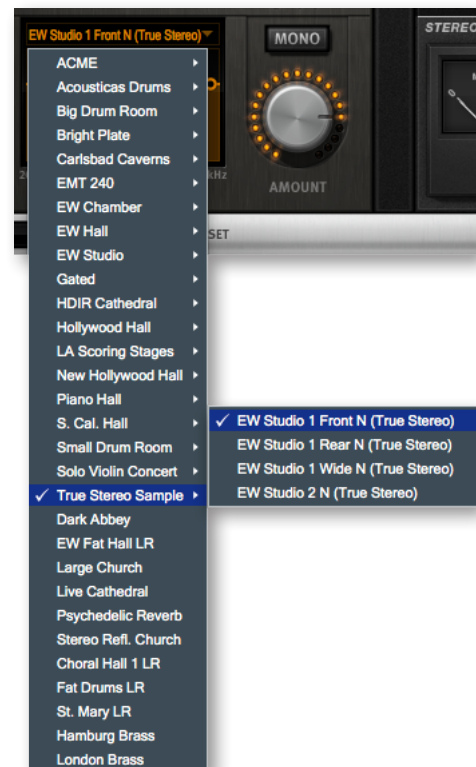 EW Studio 1 Front N (True Stereo)
MONO
STEREO
ACME
Acousticas Drums
Big Drum Room
Bright Plate
Carlsbad Caverns
EMT 240
kHz
AMOUNT
EW Chamber
EW Hall
SET
EW Studio
Gated
HDIR Cathedral
Hollywood Hall
LA Scoring Stages
New Hollywood Hall
Piano Hall
S. Cal. Hall
Small Drum Room
Solo Violin Concert
True Stereo Sample
EW Studio 1 Front N (True Stereo)
EW Studio 1 Rear N (True Stereo)
EW Studio 1 Wide N (True Stereo)
EW Studio 2 N (True Stereo)
Dark Abbey
EW Fat Hall LR
Large Church
Live Cathedral
Psychedelic Reverb
Stereo Refl. Church
Choral Hall 1 LR
Fat Drums LR
St. Mary LR
Hamburg Brass
London Brass